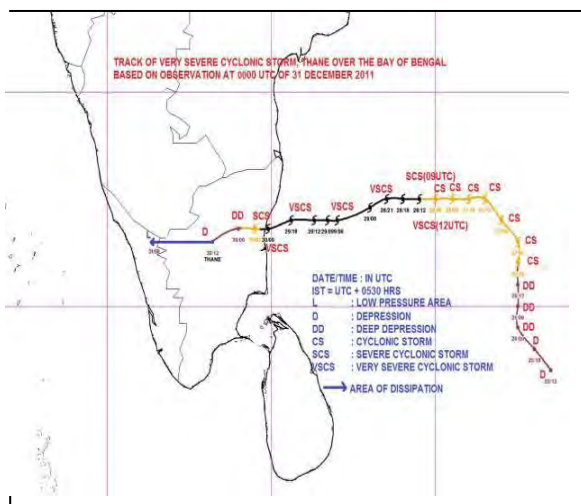 TRACK OF VERY SEVERE CYCLONIC STORM, THANE OVER THE BAY OF BENGAL
BASED ON OBSERVATION AT 0000 UTC OF 31 DECEMBER 2011
SCS(09UTC)
VSCS CS CS CS CS
VSCS
DD SCS
VSCS(12UTC)
CS
D
VSCS
CS
L
THANE
CS
DATE/TIME : IN UTC
IST = UTC + 0530 HRS
L : LOW PRESSURE AREA
D : DEPRESSION
DD : DEEP DEPRESSION
CS : CYCLONIC STORM
SCS : SEVERE CYCLONIC STORM
VSCS : VERY SEVERE CYCLONIC STORM
AREA OF DISSIPATION
DD
DD
DD
D
D